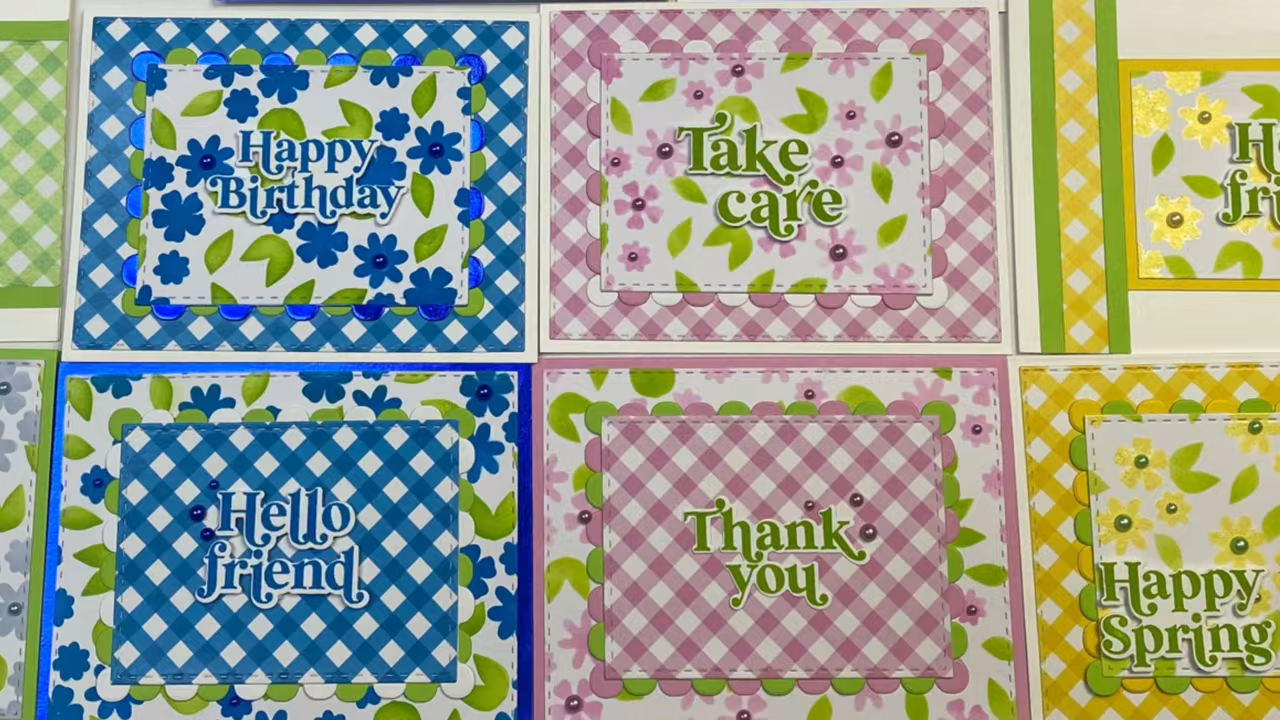 Happy
Birthday
Take
care
Hello
friend
Thank
you
Happy
Spring